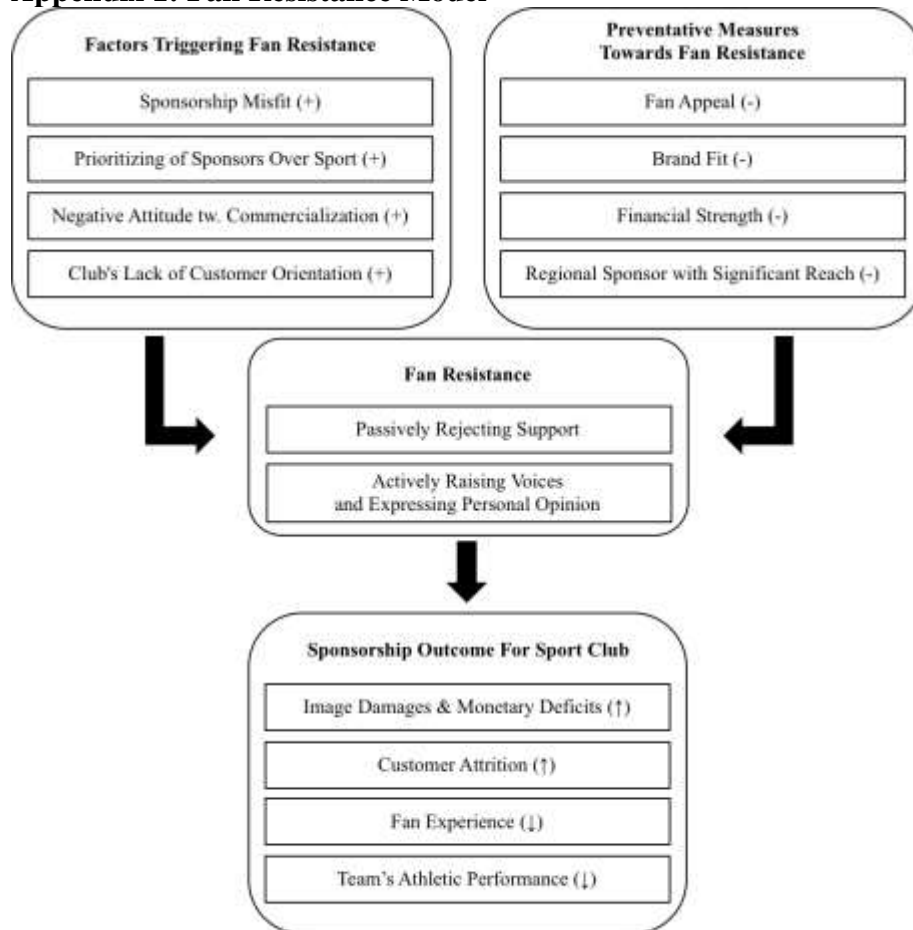 Appendix 1: Fan Resistance Model
Factors Triggering Fan Resistance
Sponsorship Misfit (+)
Prioritizing of Sponsors Over Sport (+)
Negative Attitude tw. Commercialization (+)
Club's Lack of Customer Orientation (+)
Preventative Measures
Towards Fan Resistance
Fan Appeal (-)
Brand Fit (-)
Financial Strength (-)
Regional Sponsor with Significant Reach (-)
Fan Resistance
Passively Rejecting Support
Actively Raising Voices
and Expressing Personal Opinion
Sponsorship Outcome For Sport Club
Image Damages & Monetary Deficits (↑)
Customer Attrition (↑)
Fan Experience (↓)
Team's Athletic Performance (↓)